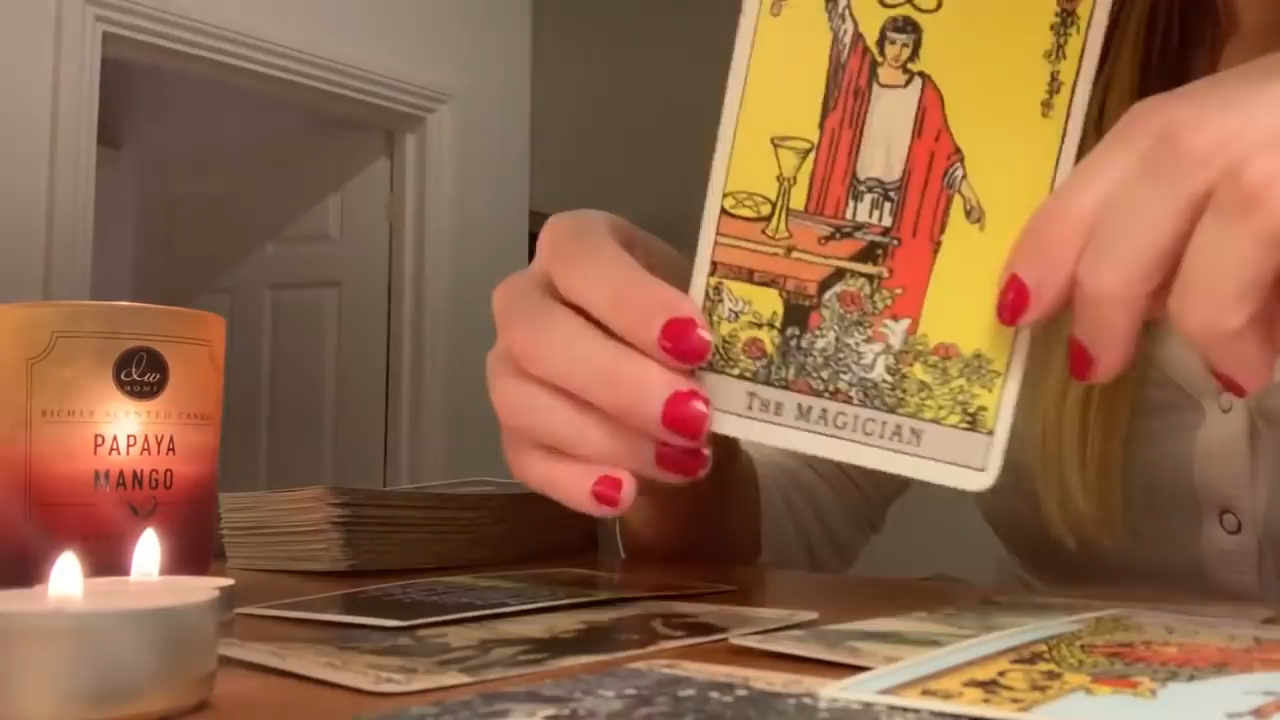 dw
HOME
RICHLY SCENTED CANDLE
PAPAYA
MANGO
THE MAGICIAN